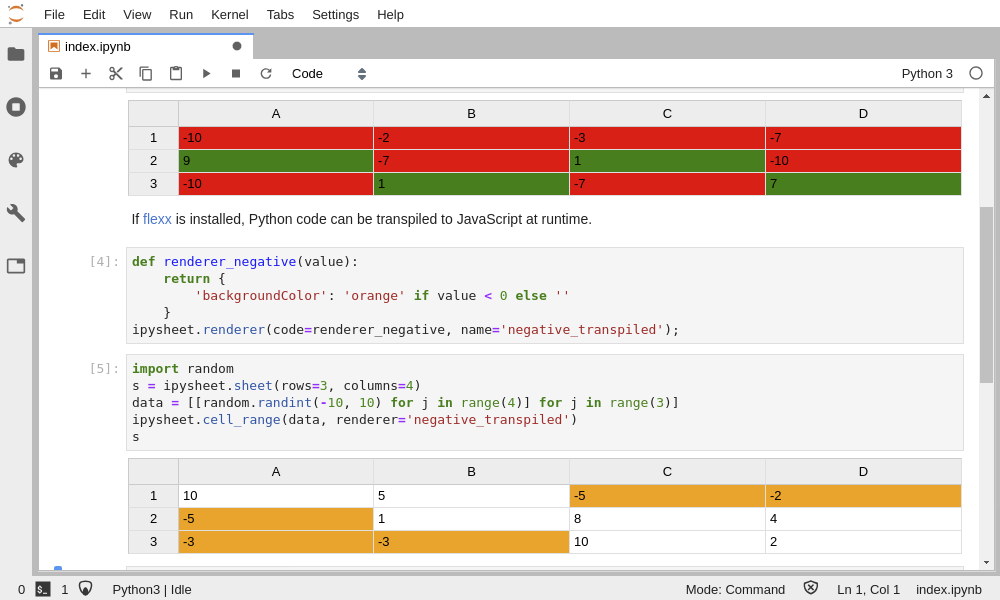 File Edit View Run Kernel Tabs Settings Help
index.ipynb
Code Python 3
A B C D
1 -10 -2 -3 -7
2 9 -7 1 -10
3 -10 1 -7 7
If flexx is installed, Python code can be transpiled to JavaScript at runtime.
[4]: def renderer_negative(value):
    return {
        'backgroundColor': 'orange' if value < 0 else ''
    }
ipysheet.renderer(code=renderer_negative, name='negative_transpiled');
[5]: import random
s = ipysheet.sheet(rows=3, columns=4)
data = [[random.randint(-10, 10) for j in range(4)] for j in range(3)]
ipysheet.cell_range(data, renderer='negative_transpiled')
s
A B C D
1 10 5 -5 -2
2 -5 1 8 4
3 -3 -3 10 2
0 $_ 1 Python3 | Idle Mode: Command Ln 1, Col 1 index.ipynb